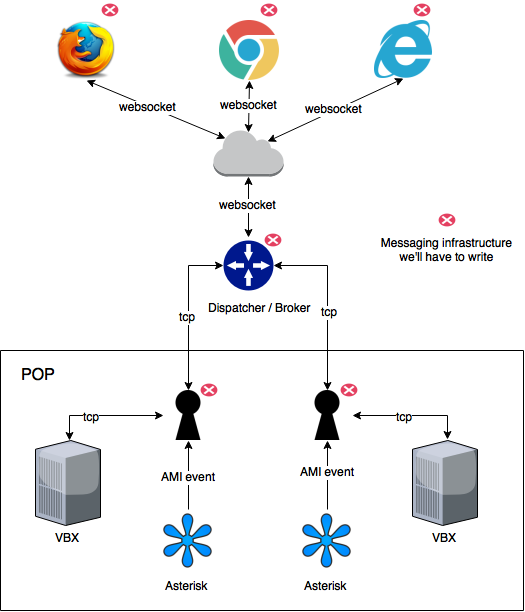 websocket
websocket
websocket
websocket
Messaging infrastructure
we'll have to write
Dispatcher / Broker
tcp
tcp
POP
tcp
tcp
AMI event
AMI event
VBX
VBX
Asterisk
Asterisk